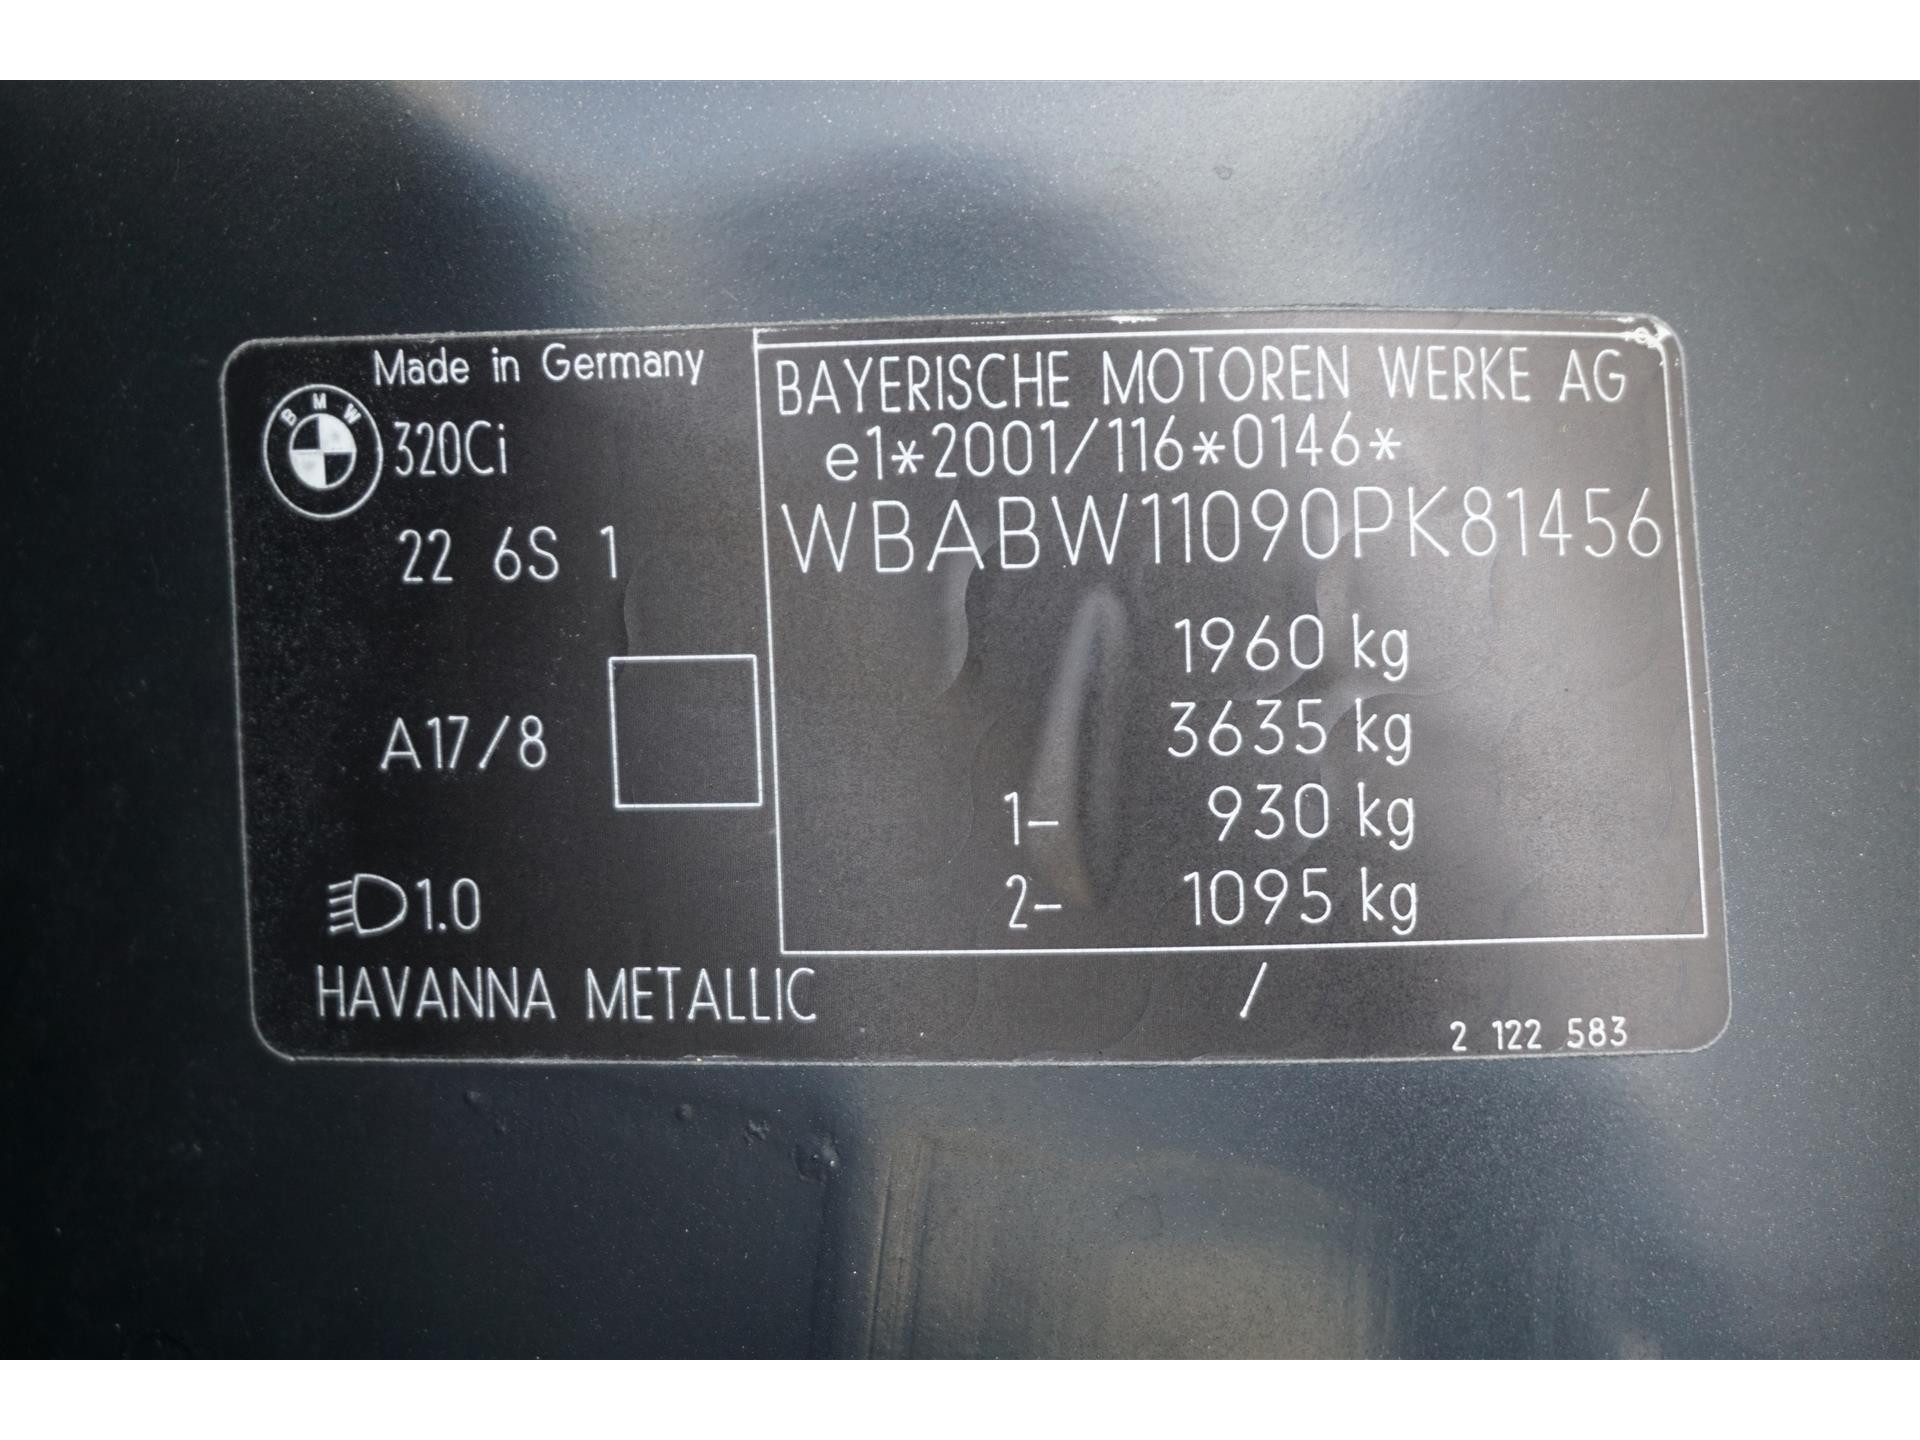 Made in Germany
BMW
320Ci
22 6S 1
A17/8
1.0
HAVANNA METALLIC
BAYERISCHE MOTOREN WERKE AG
e1*2001/116*0146*
WBABW11090PK81456
1960 kg
3635 kg
1- 930 kg
2- 1095 kg
/
2 122 583